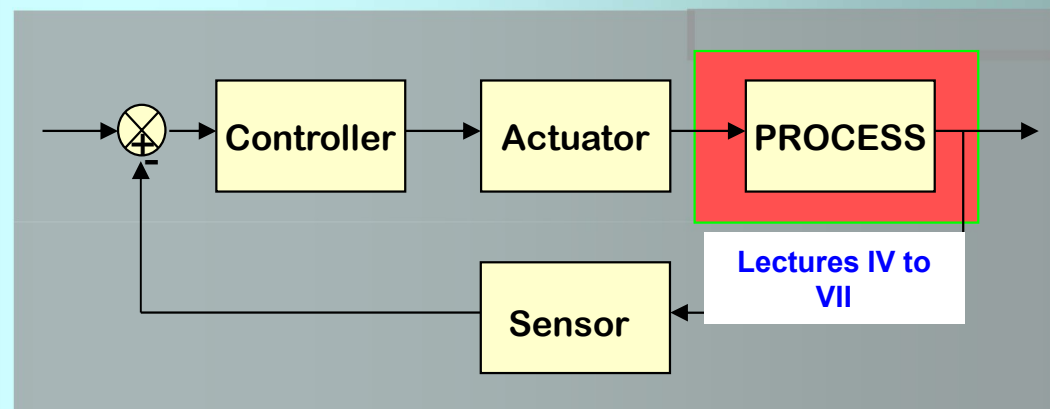 Controller
Actuator
PROCESS
+
-
Lectures IV to
VII
Sensor